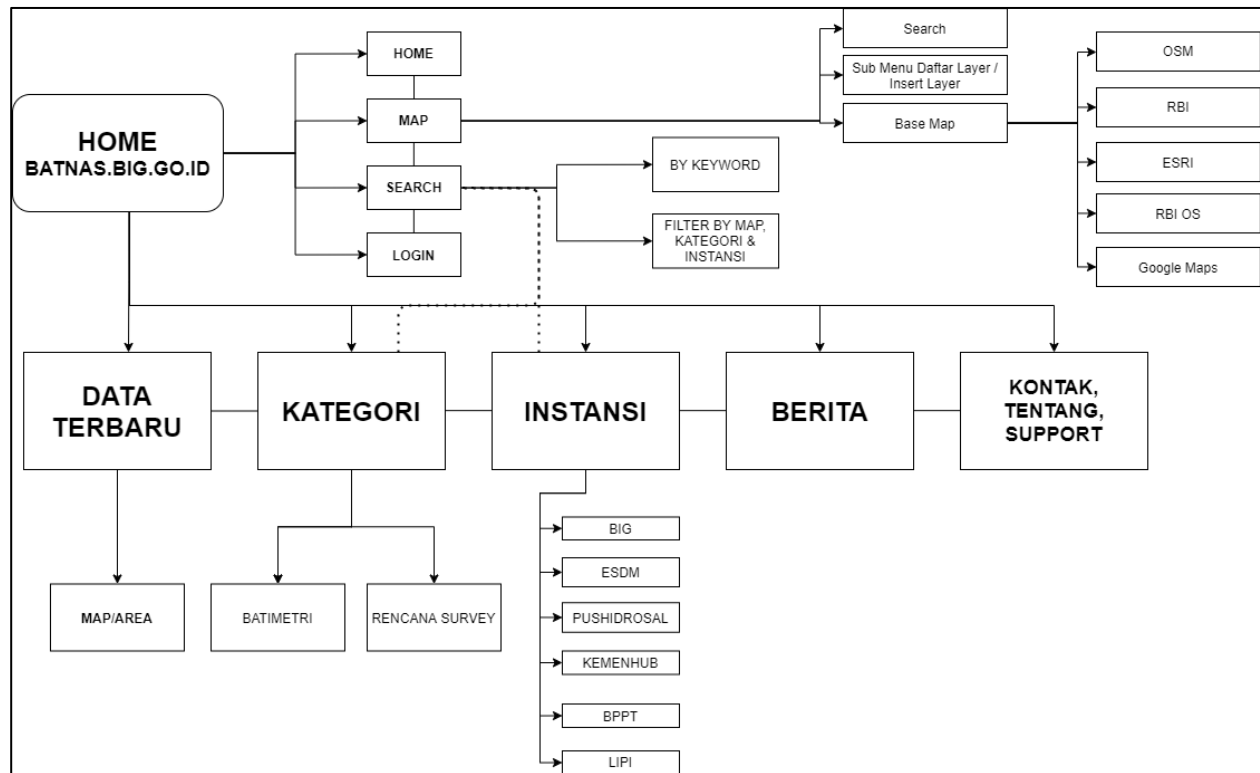 HOME
BATNAS.BIG.GO.ID
HOME
MAP
SEARCH
LOGIN
Search
Sub Menu Daftar Layer /
Insert Layer
Base Map
OSM
RBI
ESRI
RBI OS
Google Maps
BY KEYWORD
FILTER BY MAP,
KATEGORI &
INSTANSI
DATA
TERBARU
KATEGORI
INSTANSI
BERITA
KONTAK,
TENTANG,
SUPPORT
MAP/AREA
BATIMETRI
RENCANA SURVEY
BIG
ESDM
PUSHIDROSAL
KEMENHUB
BPPT
LIPI